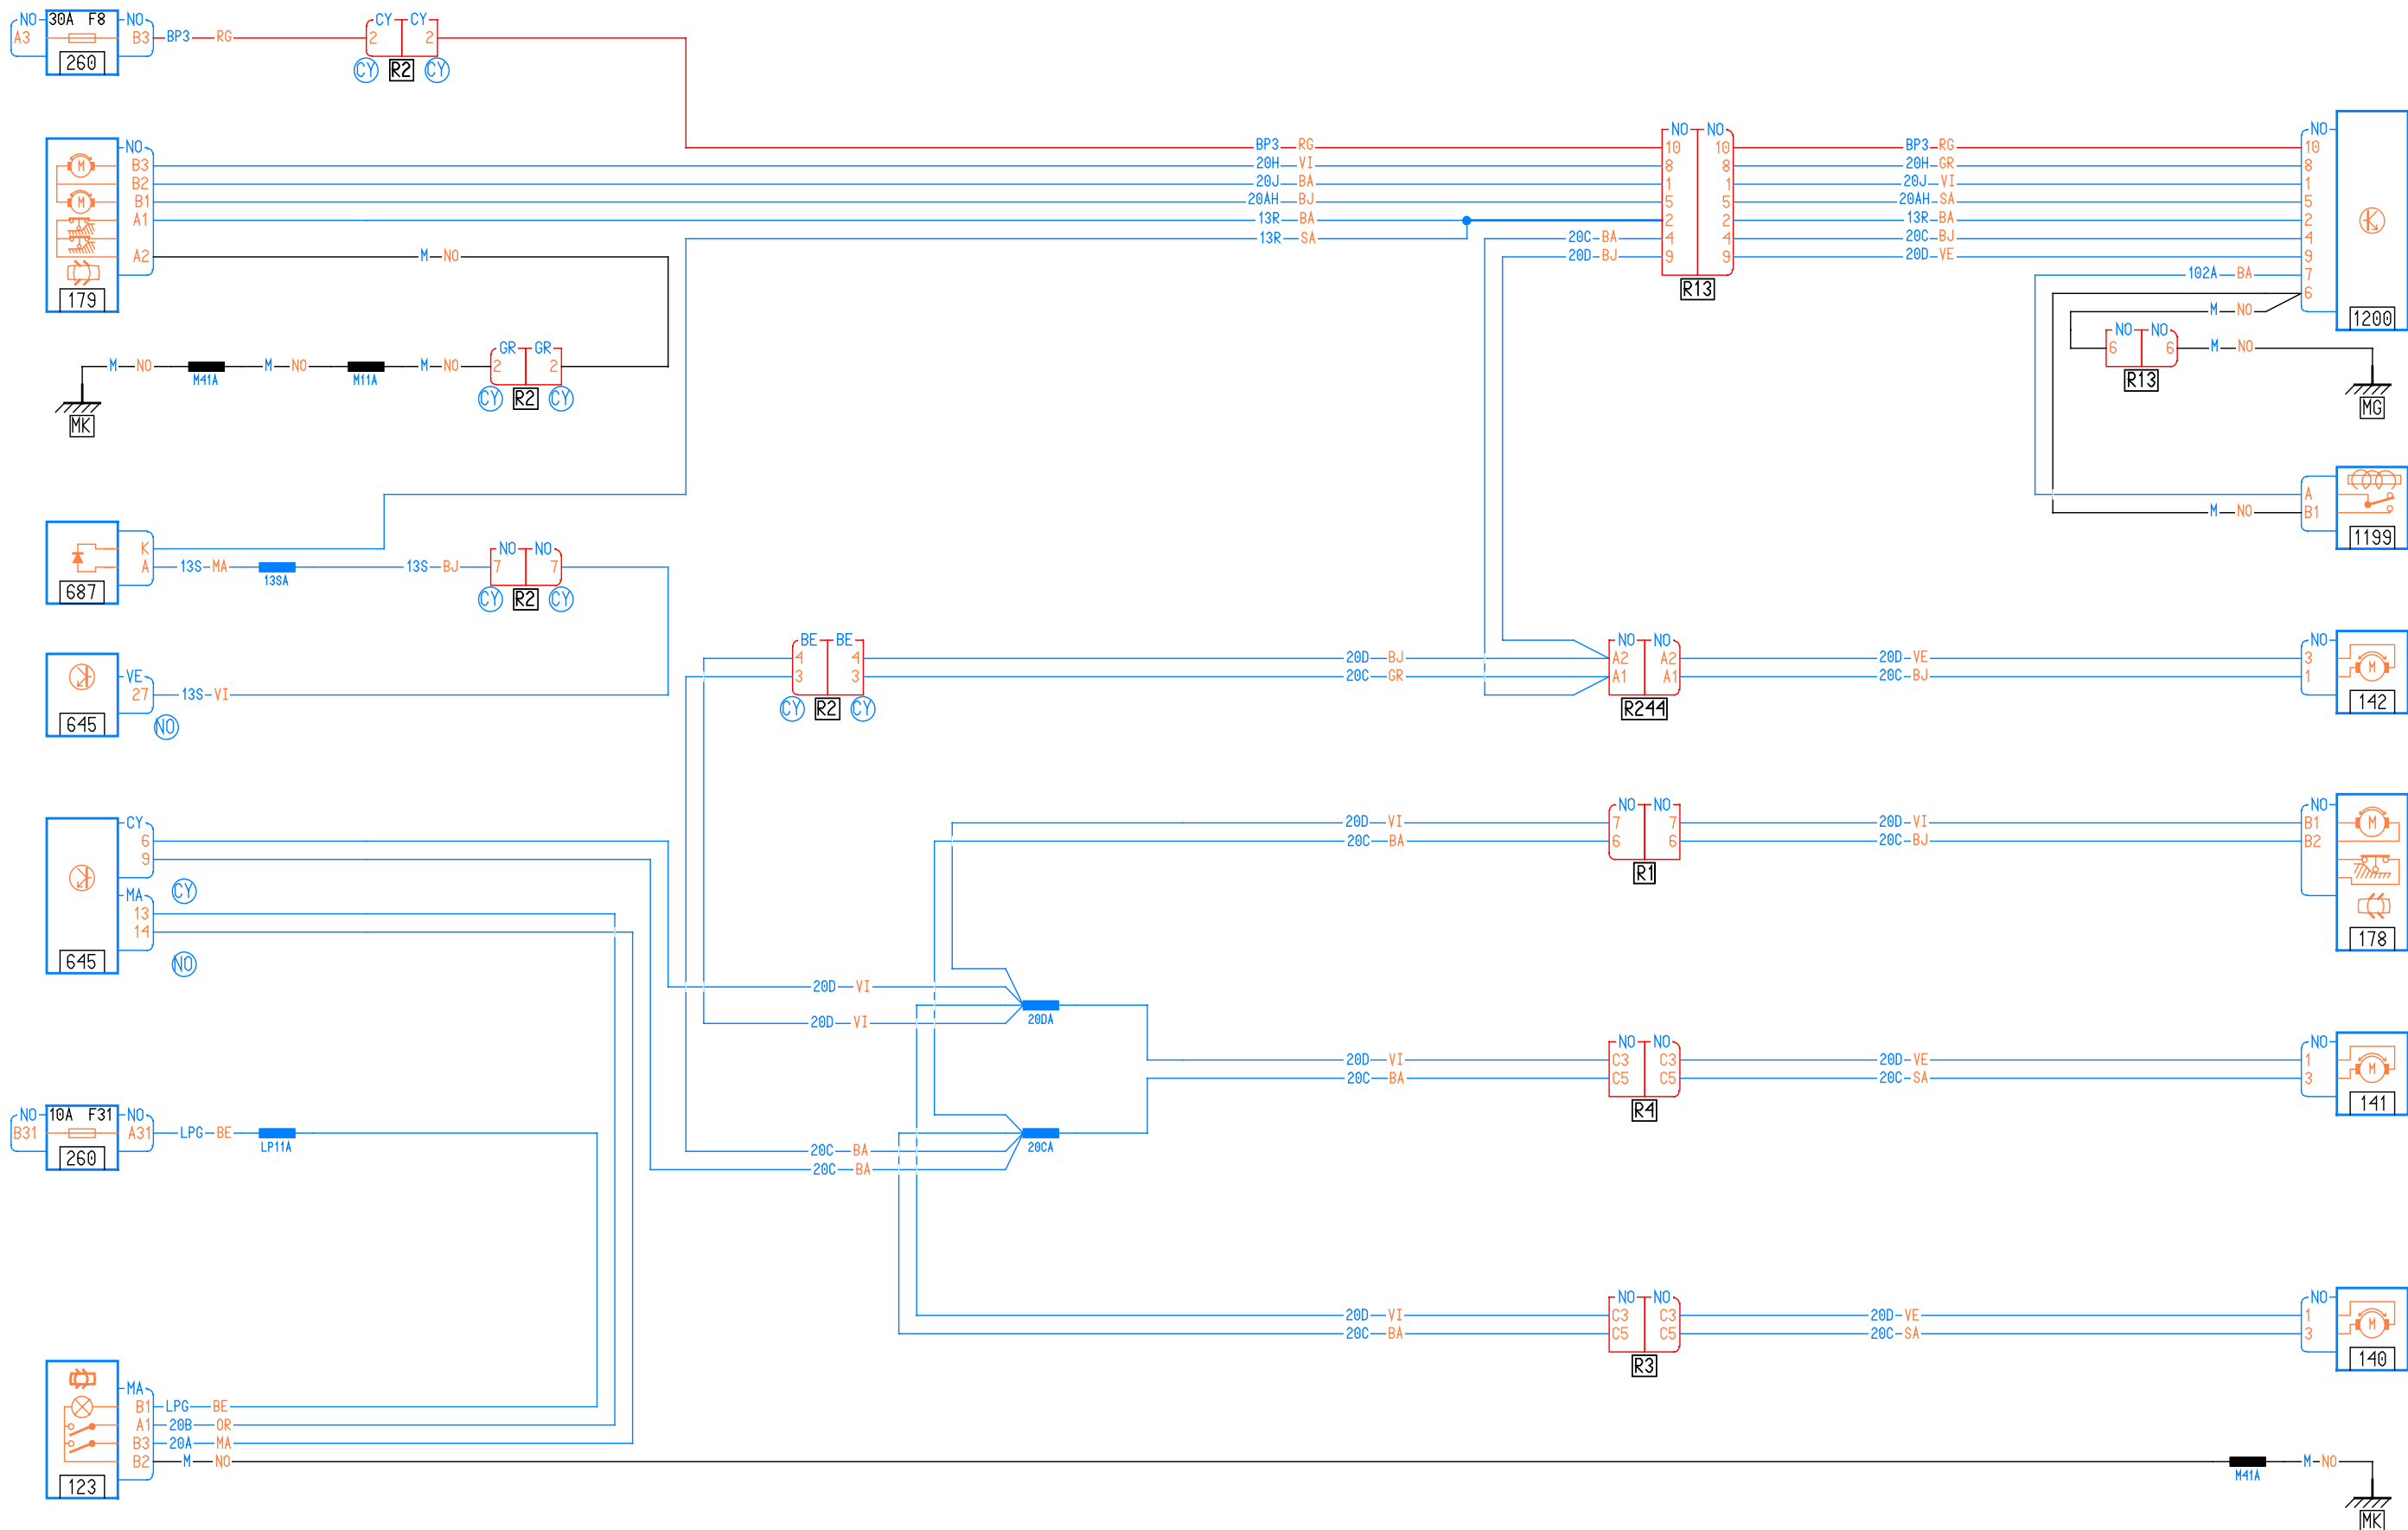 NO 30A F8 NO CY CY
A3 B3 BP3 RG 2 2
260 CY R2 CY
NO NO NO
NO BP3 RG 10 10 BP3 RG 10
B3 20H VI 8 8 20H GR 8
B2 20J BA 1 1 20J VI 1
B1 20AH BJ 5 5 20AH SA 5
A1 13R BA 2 2 13R BA 2
13R SA 20C BA 4 4 20C BJ 4
A2 M NO 20D BJ 9 9 20D VE 9
102A BA 7
179 R13 6
M NO 1200
NO NO
GR GR 6 6 M NO
M NO M NO M NO 2 2
M41A M11A R13
CY R2 CY MG
MK
A
M NO B1
1199
K NO NO
A 13S MA 13S BJ 7 7
13SA
687 CY R2 CY
BE BE NO NO NO
4 4 20D BJ A2 A2 20D VE 3
VE 3 3 20C GR A1 A1 20C BJ 1
27 13S VI
645 NO CY R2 CY R244 142
NO NO NO
CY 7 20D VI 7 20D VI B1
6 20C BA 6 6 20C BJ B2
9
CY R1
MA
13
14 178
645 NO
20D VI
20D VI 20DA
NO NO NO
20D VI C3 C3 20D VE 1
20C BA C5 C5 20C SA 3
R4 141
NO 10A F31 NO
B31 A31 LPG BE
LP11A 20CA
260 20C BA
20C BA
NO NO NO
20D VI C3 C3 20D VE 1
20C BA C5 C5 20C SA 3
R3 140
MA
B1 LPG BE
A1 20B OR
B3 20A MA
B2 M NO M NO
M41A
123
MK